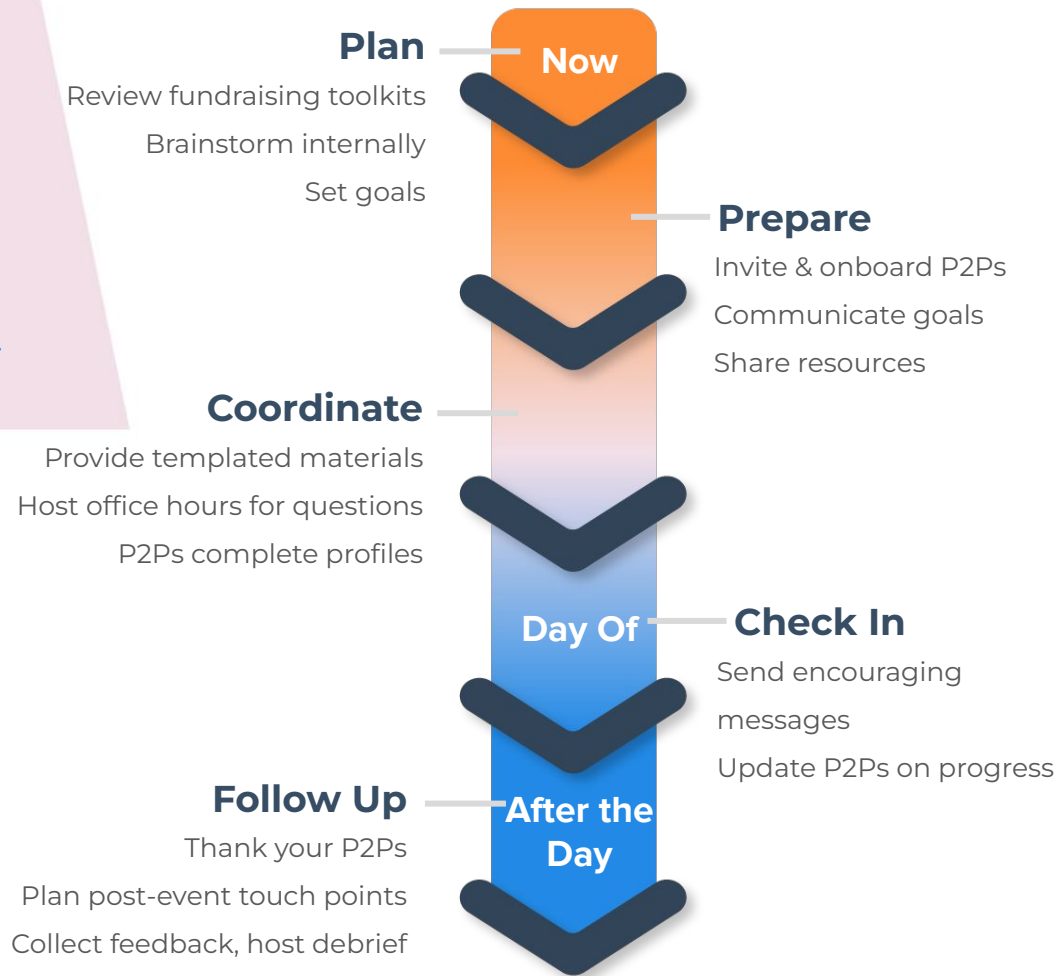 Plan
Now
Review fundraising toolkits
Brainstorm internally
Set goals
Prepare
Invite & onboard P2Ps
Communicate goals
Share resources
Coordinate
Provide templated materials
Host office hours for questions
P2Ps complete profiles
Day Of
Check In
Send encouraging
messages
Update P2Ps on progress
Follow Up
After the
Day
Thank your P2Ps
Plan post-event touch points
Collect feedback, host debrief